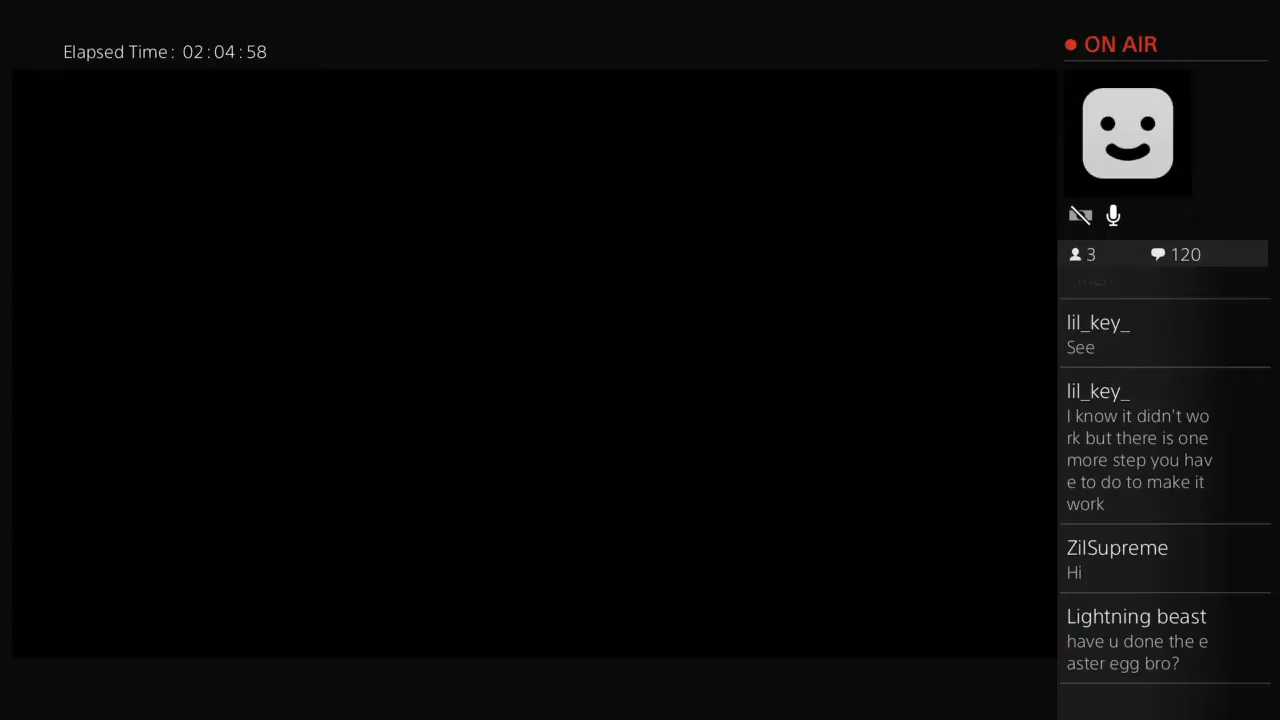 Elapsed Time: 02:04:58
ON AIR
3 120
lil_key_
See
lil_key_
I know it didn't wo
rk but there is one
more step you hav
e to do to make it
work
ZilSupreme
Hi
Lightning beast
have u done the e
aster egg bro?